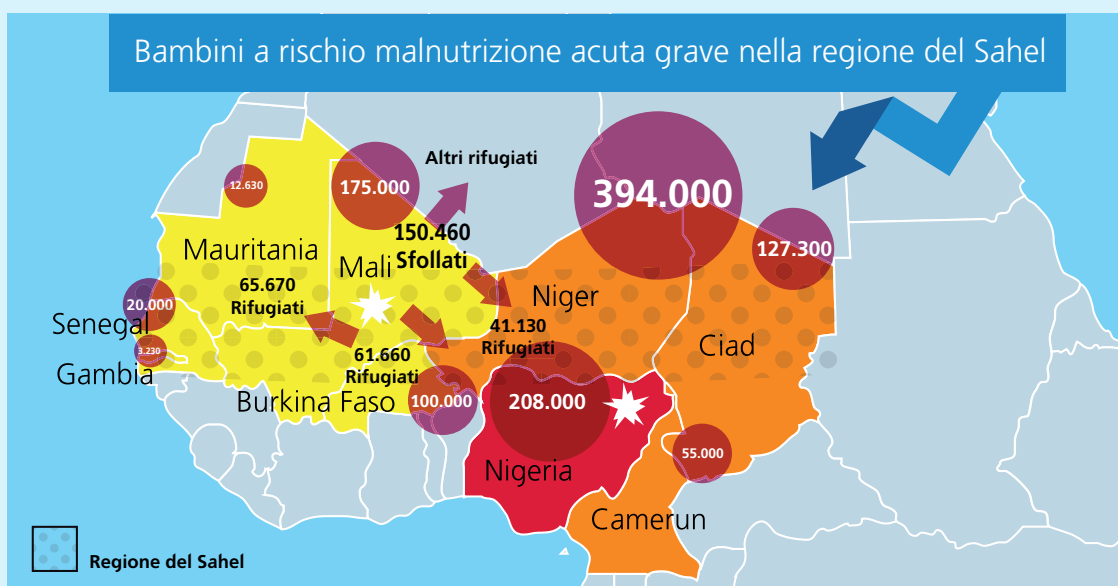 Bambini a rischio malnutrizione acuta grave nella regione del Sahel
Altri rifugiati
12.630
175.000
394.000
150.460
Sfollati
127.300
Mauritania
Mali
65.670
Rifugiati
Niger
20.000
Senegal
41.130
Rifugiati
Ciad
3.230
Gambia
61.660
Rifugiati
Burkina Faso
100.000
208.000
Nigeria
55.000
Camerun
Regione del Sahel